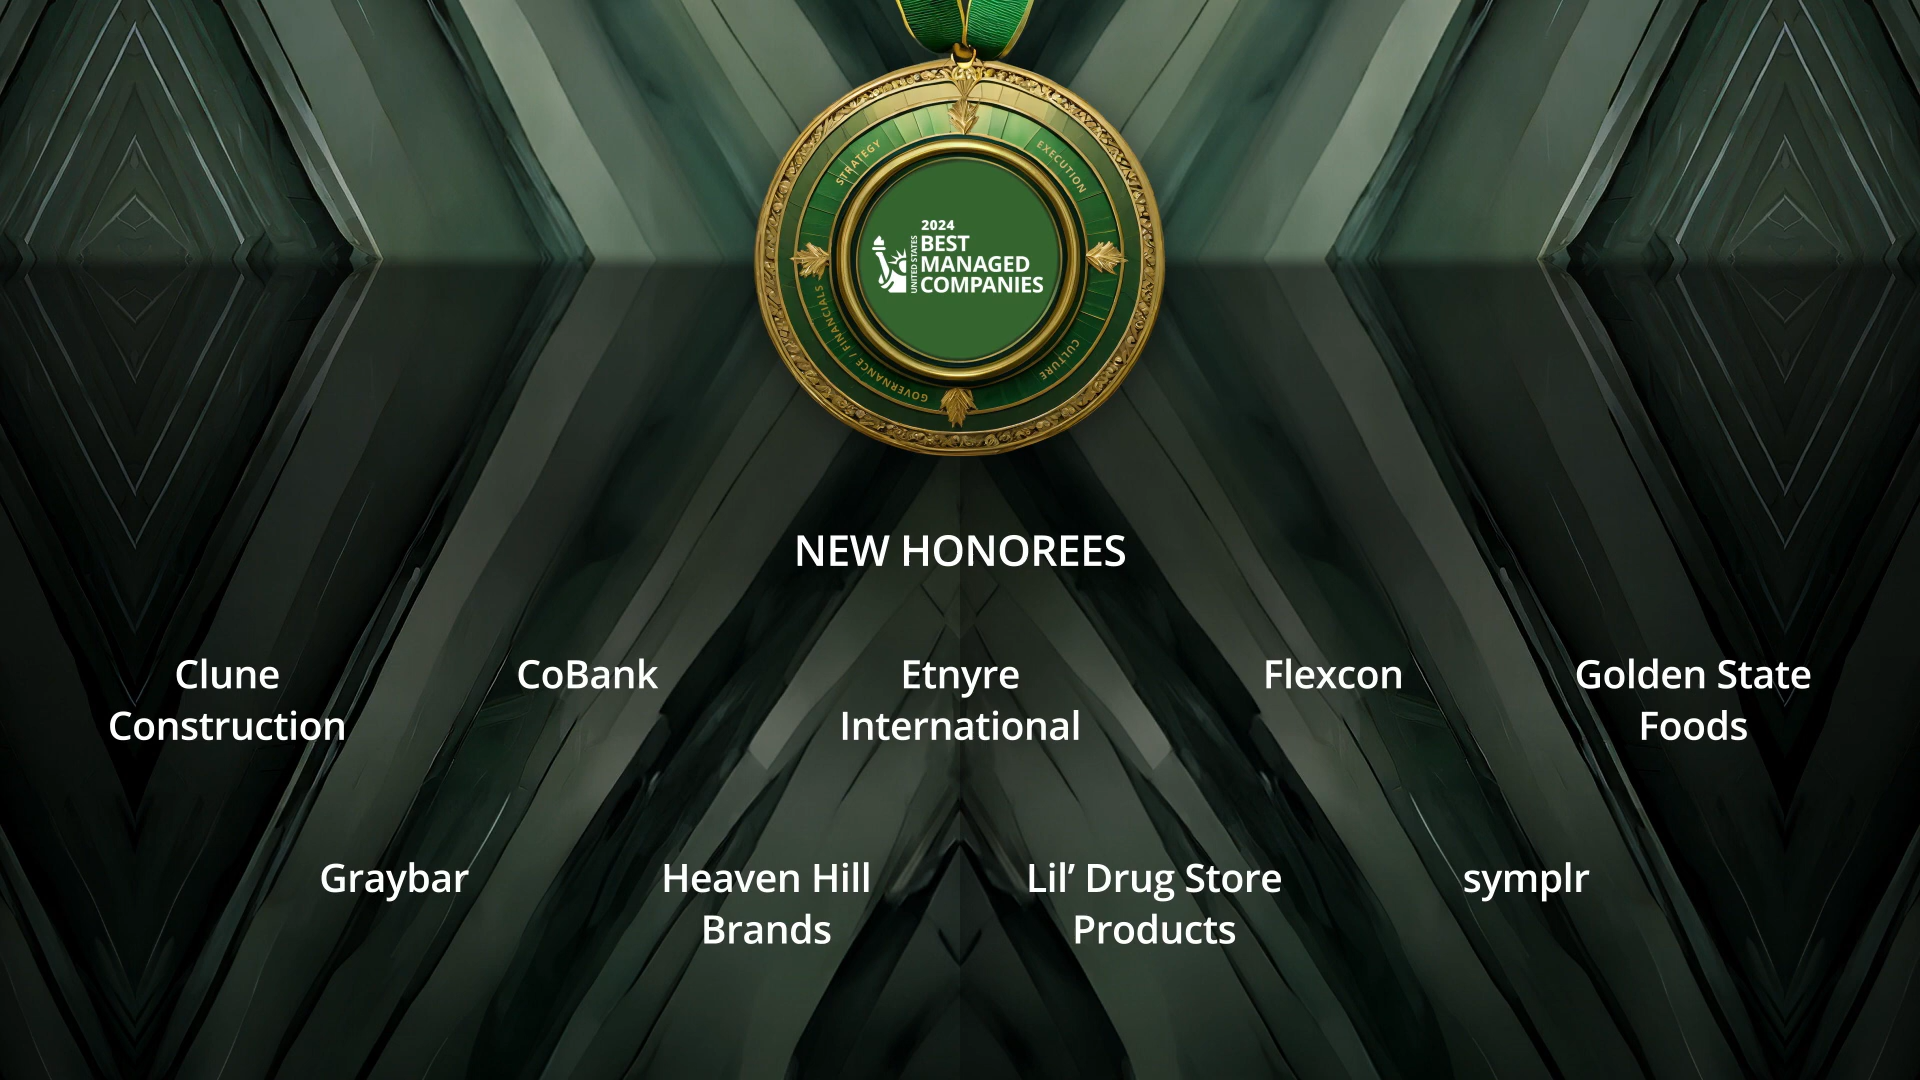 STRATEGY
EXECUTION
2024
UNITED STATES
BEST
MANAGED
COMPANIES
GOVERNANCE / FINANCIALS
CULTURE
NEW HONOREES
Clune
Construction
CoBank
Etnyre
International
Flexcon
Golden State
Foods
Graybar
Heaven Hill
Brands
Lil’ Drug Store
Products
symplr